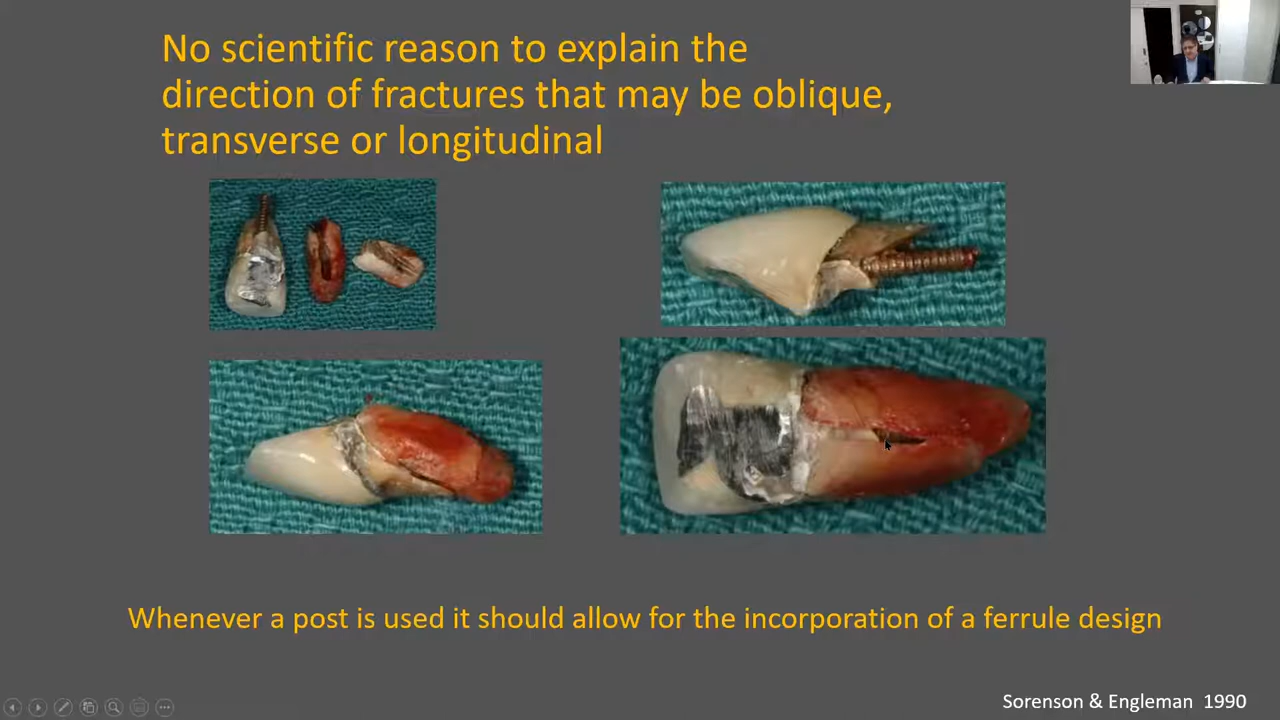 No scientific reason to explain the
direction of fractures that may be oblique,
transverse or longitudinal
Whenever a post is used it should allow for the incorporation of a ferrule design
Sorenson & Engleman 1990